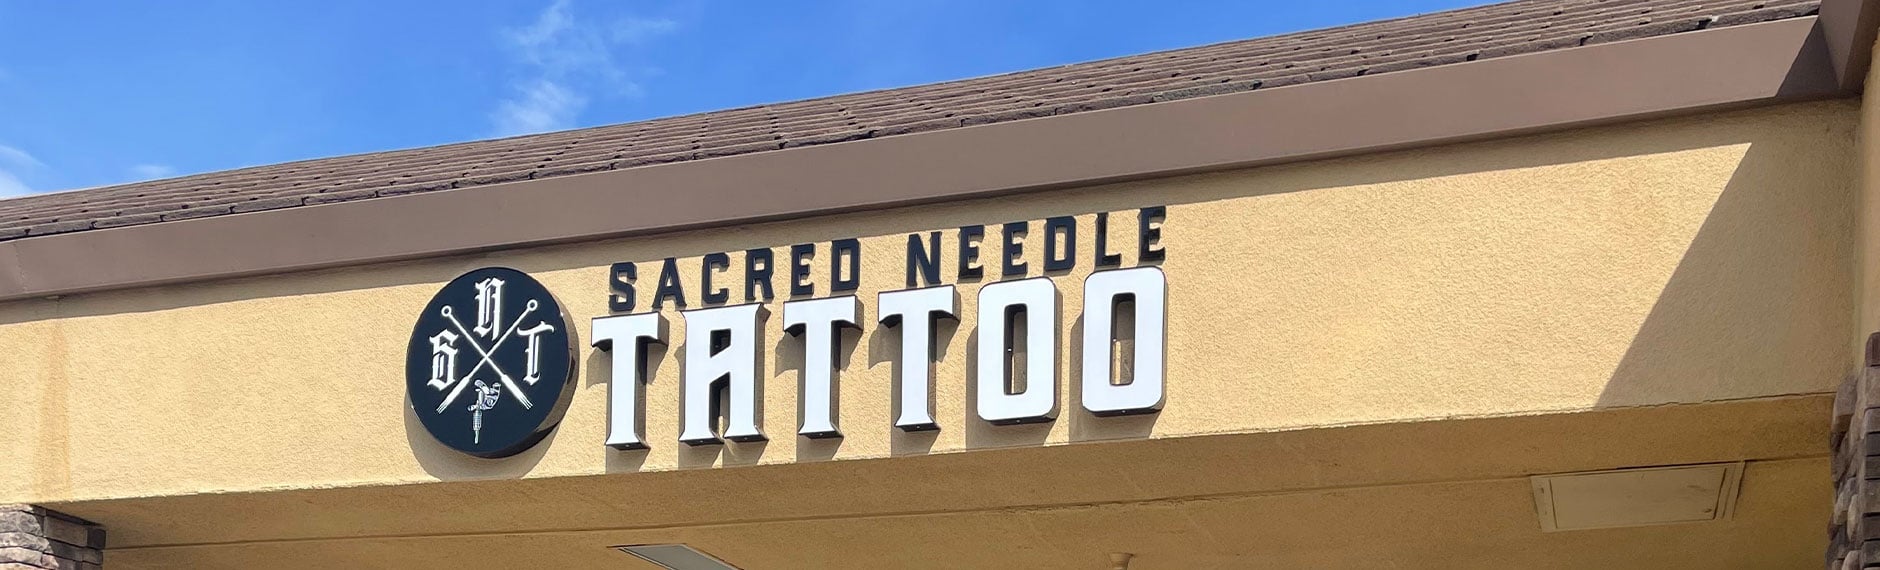 N
S T
SACRED NEEDLE
TATTOO